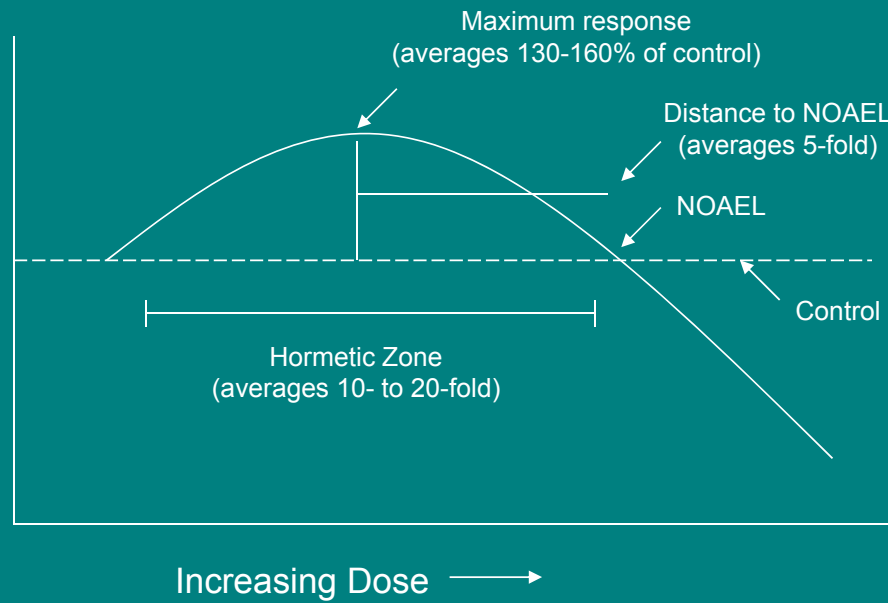 Maximum response
(averages 130-160% of control)
Distance to NOAEL
(averages 5-fold)
NOAEL
Control
Hormetic Zone
(averages 10- to 20-fold)
Increasing Dose